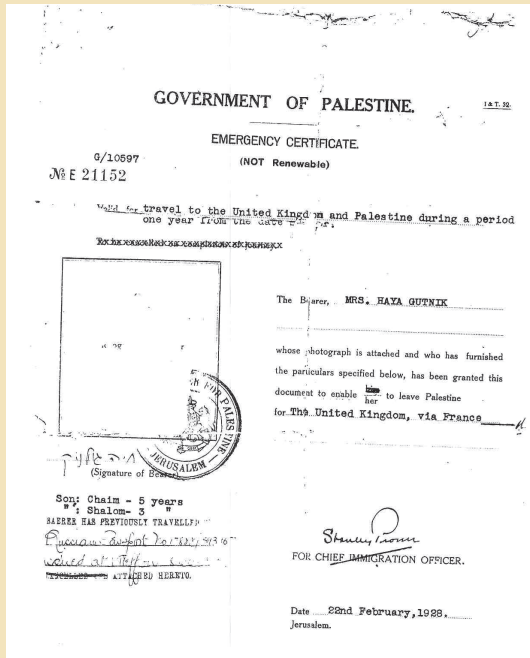 GOVERNMENT OF PALESTINE.
I & T. 32.
EMERGENCY CERTIFICATE.
(NOT Renewable)
G/10597
№ E 21152
Valid for travel to the United Kingdom and Palestine during a period
one year from the date
The Bearer, MRS. HAYA GUTNIK
whose photograph is attached and who has furnished
the particulars specified below, has been granted this
document to enable him
her to leave Palestine
for The United Kingdom, via France
FOR PALESTINE
JERUSALEM
(Signature of Bearer)
Son: Chaim - 5 years
" : Shalom - 3 "
BEARER HAS PREVIOUSLY TRAVELLED
ATTACHED HERETO.
FOR CHIEF IMMIGRATION OFFICER.
Date 22nd February, 1928.
Jerusalem.